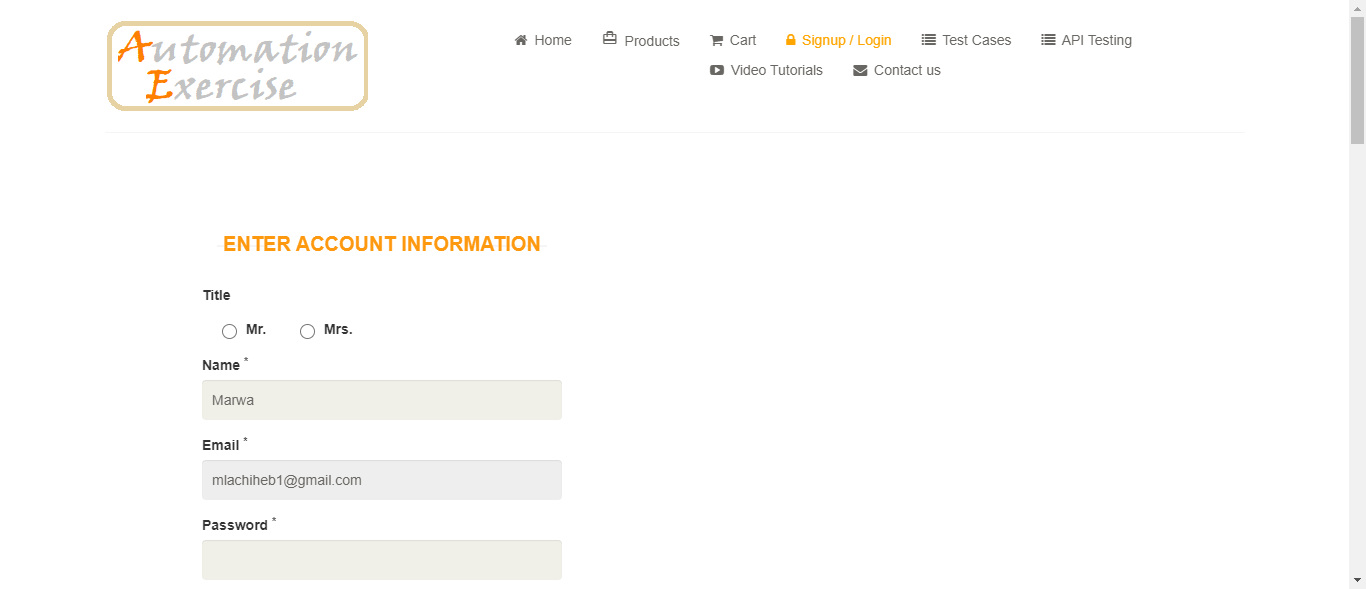 Automation
Exercise
Home
Products
Cart
Signup / Login
Test Cases
API Testing
Video Tutorials
Contact us
ENTER ACCOUNT INFORMATION
Title
Mr.
Mrs.
Name *
Marwa
Email *
mlachiheb1@gmail.com
Password *